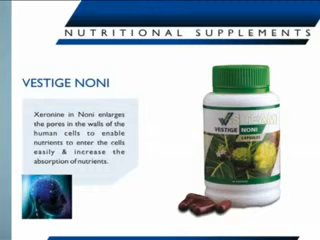 NUTRITIONAL SUPPLEMENTS
VESTIGE NONI
Xeronine in Noni enlarges
the pores in the walls of the
human cells to enable
nutrients to enter the cells
easily & increase the
absorption of nutrients.
VESTIGE NONI
CAPSULES